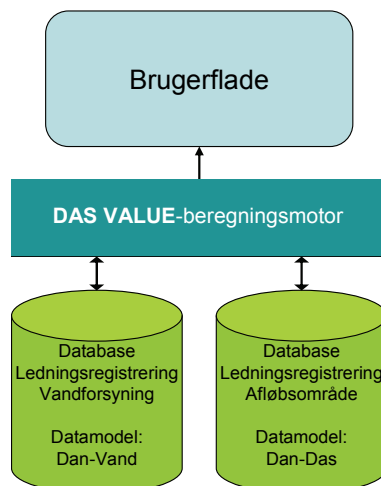 Brugerflade
DAS VALUE-beregningsmotor
Database
Ledningsregistrering
Vandforsyning
Datamodel:
Dan-Vand
Database
Ledningsregistrering
Afløbsområde
Datamodel:
Dan-Das